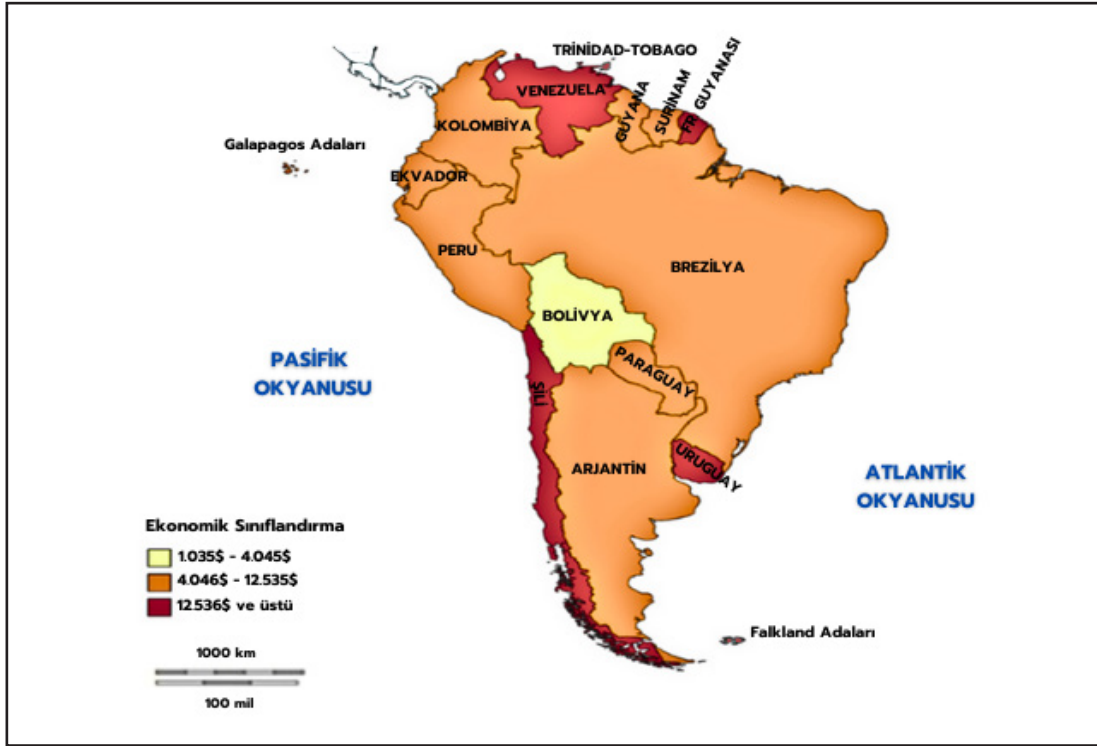 TRİNİDAD-TOBAGO
VENEZUELA
GUYANA
SURİNAM
FR GUYANASI
KOLOMBİYA
Galapagos Adaları
EKVADOR
PERU
BREZİLYA
BOLİVYA
PASİFİK
OKYANUSU
PARAGUAY
ŞİLİ
ARJANTİN
URUGUAY
ATLANTİK
OKYANUSU
Ekonomik Sınıflandırma
1.035$ - 4.045$
4.046$ - 12.535$
12.536$ ve üstü
Falkland Adaları
1000 km
100 mil